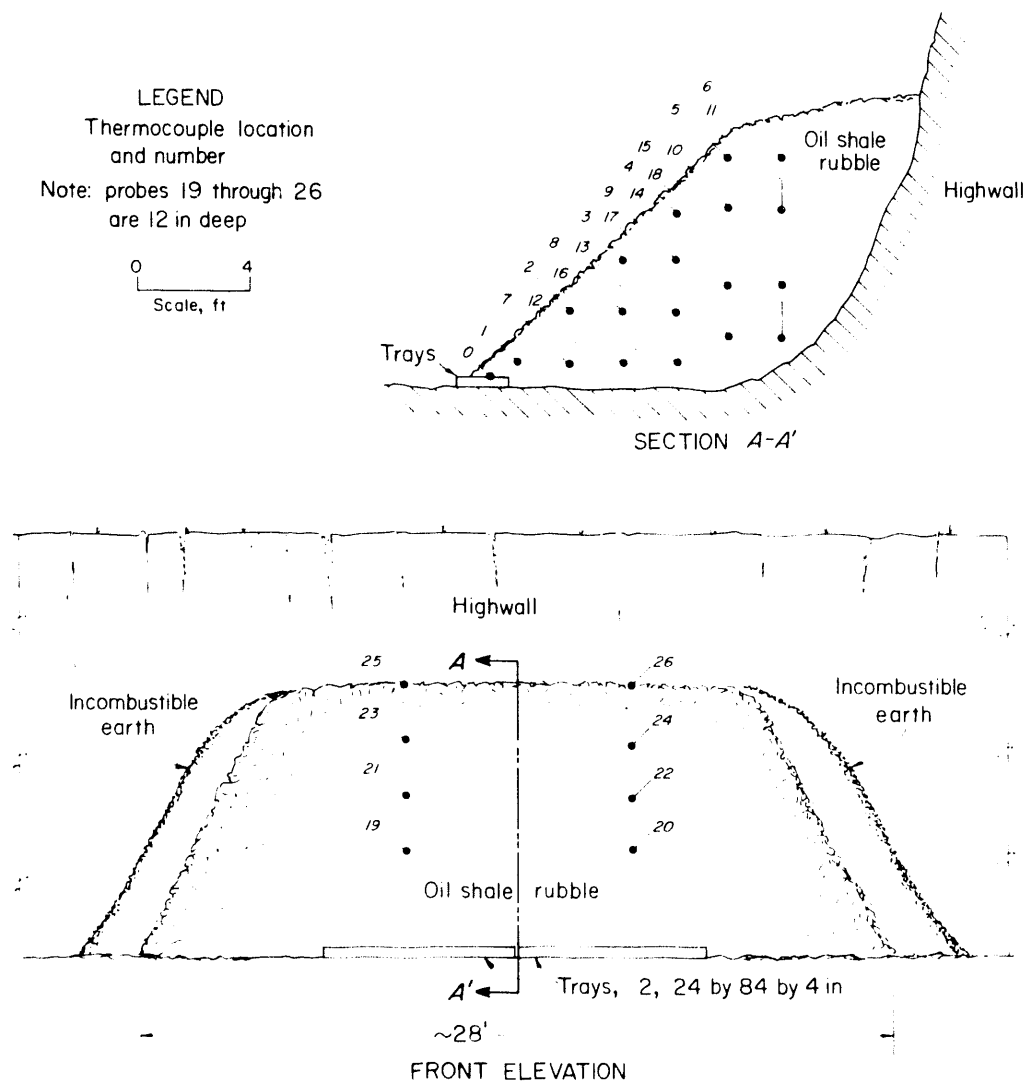 LEGEND
Thermocouple location
and number
Note: probes 19 through 26
are 12 in deep
0 4
Scale, ft
6
5 11
15 10
4 18
9 14
3 17
8 13
2 16
7 12
1
0
Trays
Oil shale
rubble
Highwall
SECTION A-A'
Highwall
25 A 26
Incombustible
earth
Incombustible
earth
23 24
21 22
19 20
Oil shale rubble
A'
Trays, 2, 24 by 84 by 4 in
~28'
FRONT ELEVATION